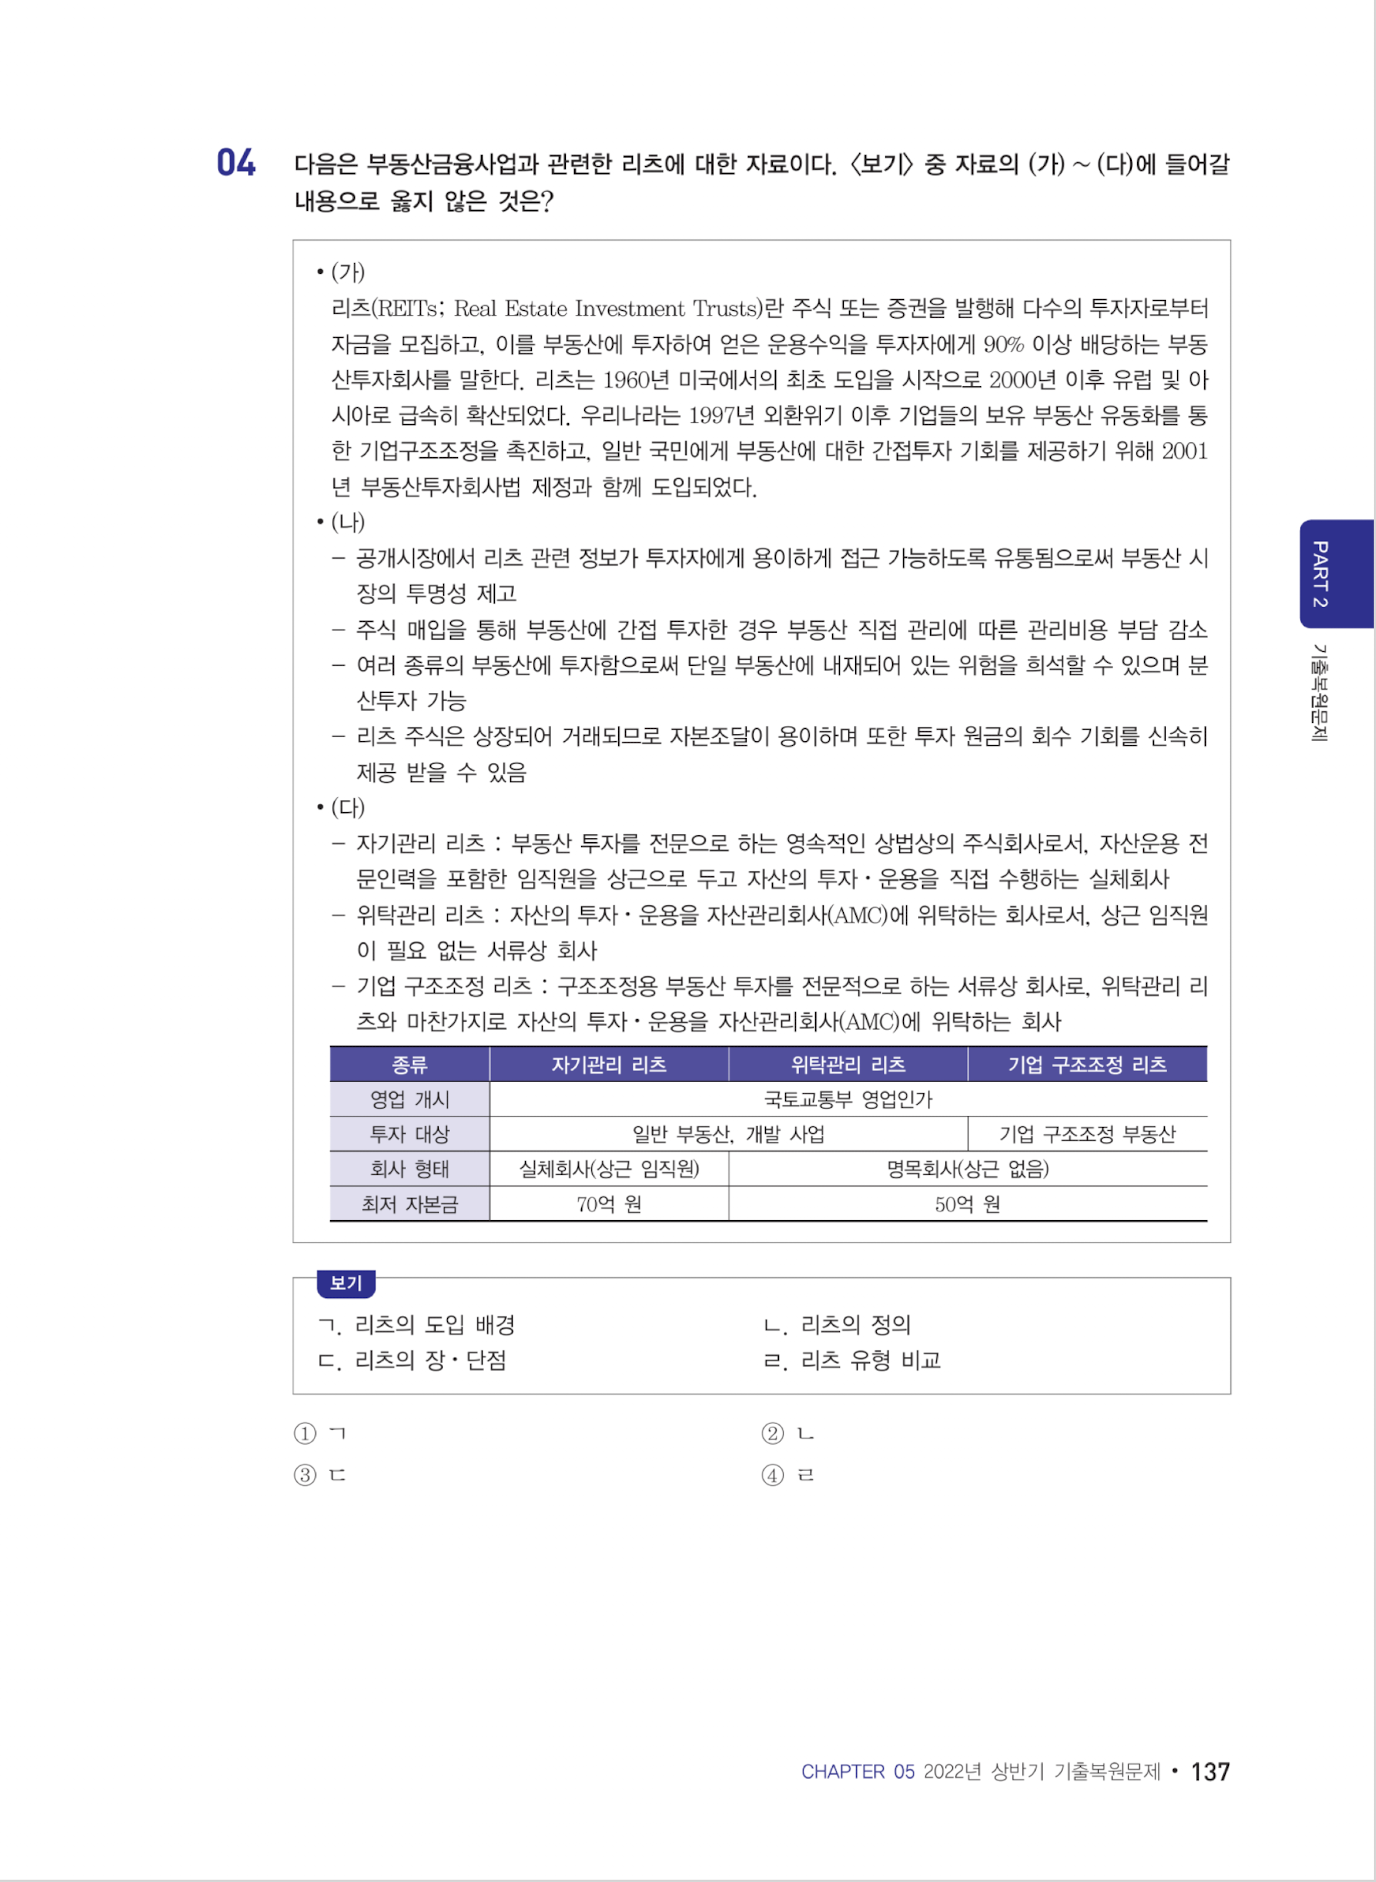 04 다음은 부동산금융사업과 관련한 리츠에 대한 자료이다. 〈보기〉 중 자료의 (가) ~ (다)에 들어갈
내용으로 옳지 않은 것은?
• (가)
리츠(REITs; Real Estate Investment Trusts)란 주식 또는 증권을 발행해 다수의 투자자로부터
자금을 모집하고, 이를 부동산에 투자하여 얻은 운용수익을 투자자에게 90% 이상 배당하는 부동
산투자회사를 말한다. 리츠는 1960년 미국에서의 최초 도입을 시작으로 2000년 이후 유럽 및 아
시아로 급속히 확산되었다. 우리나라는 1997년 외환위기 이후 기업들의 보유 부동산 유동화를 통
한 기업구조조정을 촉진하고, 일반 국민에게 부동산에 대한 간접투자 기회를 제공하기 위해 2001
년 부동산투자회사법 제정과 함께 도입되었다.
• (나)
– 공개시장에서 리츠 관련 정보가 투자자에게 용이하게 접근 가능하도록 유통됨으로써 부동산 시
장의 투명성 제고
– 주식 매입을 통해 부동산에 간접 투자한 경우 부동산 직접 관리에 따른 관리비용 부담 감소
– 여러 종류의 부동산에 투자함으로써 단일 부동산에 내재되어 있는 위험을 희석할 수 있으며 분
산투자 가능
– 리츠 주식은 상장되어 거래되므로 자본조달이 용이하며 또한 투자 원금의 회수 기회를 신속히
제공 받을 수 있음
• (다)
– 자기관리 리츠 : 부동산 투자를 전문으로 하는 영속적인 상법상의 주식회사로서, 자산운용 전
문인력을 포함한 임직원을 상근으로 두고 자산의 투자·운용을 직접 수행하는 실체회사
– 위탁관리 리츠 : 자산의 투자·운용을 자산관리회사(AMC)에 위탁하는 회사로서, 상근 임직원
이 필요 없는 서류상 회사
– 기업 구조조정 리츠 : 구조조정용 부동산 투자를 전문적으로 하는 서류상 회사로, 위탁관리 리
츠와 마찬가지로 자산의 투자·운용을 자산관리회사(AMC)에 위탁하는 회사
종류 자기관리 리츠 위탁관리 리츠 기업 구조조정 리츠
영업 개시 국토교통부 영업인가
투자 대상 일반 부동산, 개발 사업 기업 구조조정 부동산
회사 형태 실체회사(상근 임직원) 명목회사(상근 없음)
최저 자본금 70억 원 50억 원
보기
ㄱ. 리츠의 도입 배경 ㄴ. 리츠의 정의
ㄷ. 리츠의 장·단점 ㄹ. 리츠 유형 비교
① ㄱ ② ㄴ
③ ㄷ ④ ㄹ
PART 2 기출복원문제
CHAPTER 05 2022년 상반기 기출복원문제 • 137